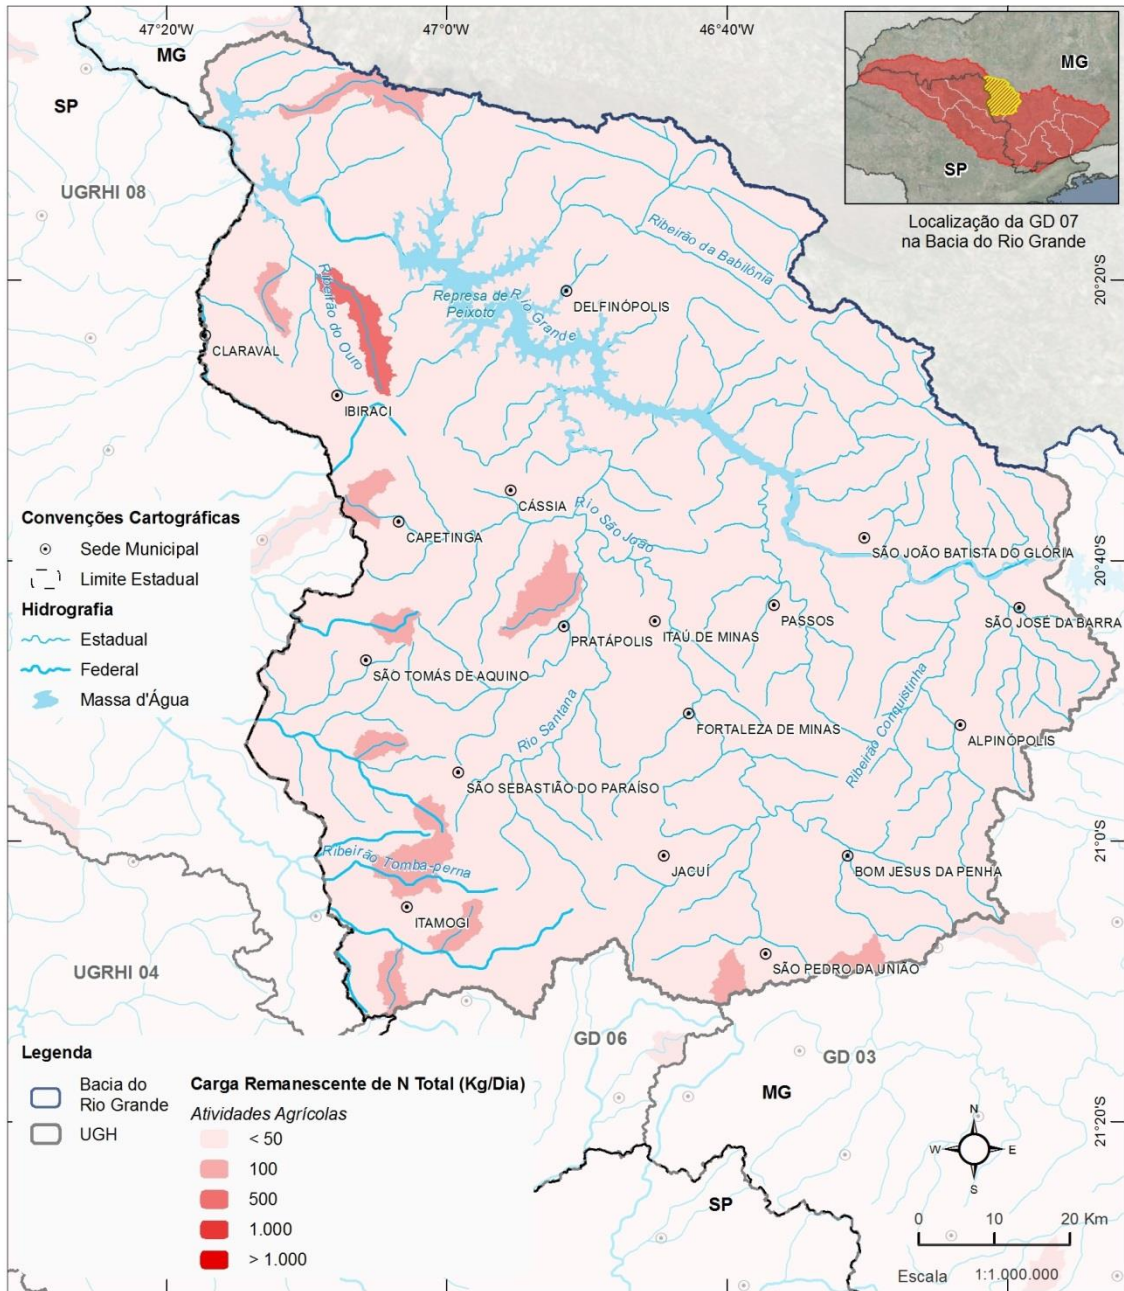 47°20'W
47°0'W
46°40'W
MG
SP
UGRHI 08
MG
SP
Localização da GD 07
na Bacia do Rio Grande
Ribeirão da Babilônia
20°20'S
Ribeirão do Ouro
Represa de
Peixoto
Rio Grande
DELFINÓPOLIS
CLARAVAL
IBIRACI
Convenções Cartográficas
Sede Municipal
Limite Estadual
Hidrografia
Estadual
Federal
Massa d'Água
CÁSSIA
Rio São João
CAPETINGA
SÃO JOÃO BATISTA DO GLÓRIA
20°40'S
PASSOS
SÃO JOSÉ DA BARRA
PRATÁPOLIS
ITAÚ DE MINAS
SÃO TOMÁS DE AQUINO
Rio Santana
FORTALEZA DE MINAS
Ribeirão Conquistinha
ALPINÓPOLIS
SÃO SEBASTIÃO DO PARAÍSO
21°0'S
Ribeirão Tomba-perna
JACUÍ
BOM JESUS DA PENHA
ITAMOGI
SÃO PEDRO DA UNIÃO
UGRHI 04
GD 06
GD 03
MG
SP
21°20'S
Legenda
Bacia do
Rio Grande
UGH
Carga Remanescente de N Total (Kg/Dia)
Atividades Agrícolas
< 50
100
500
1.000
> 1.000
N
W
E
S
0 10 20 Km
Escala 1:1.000.000